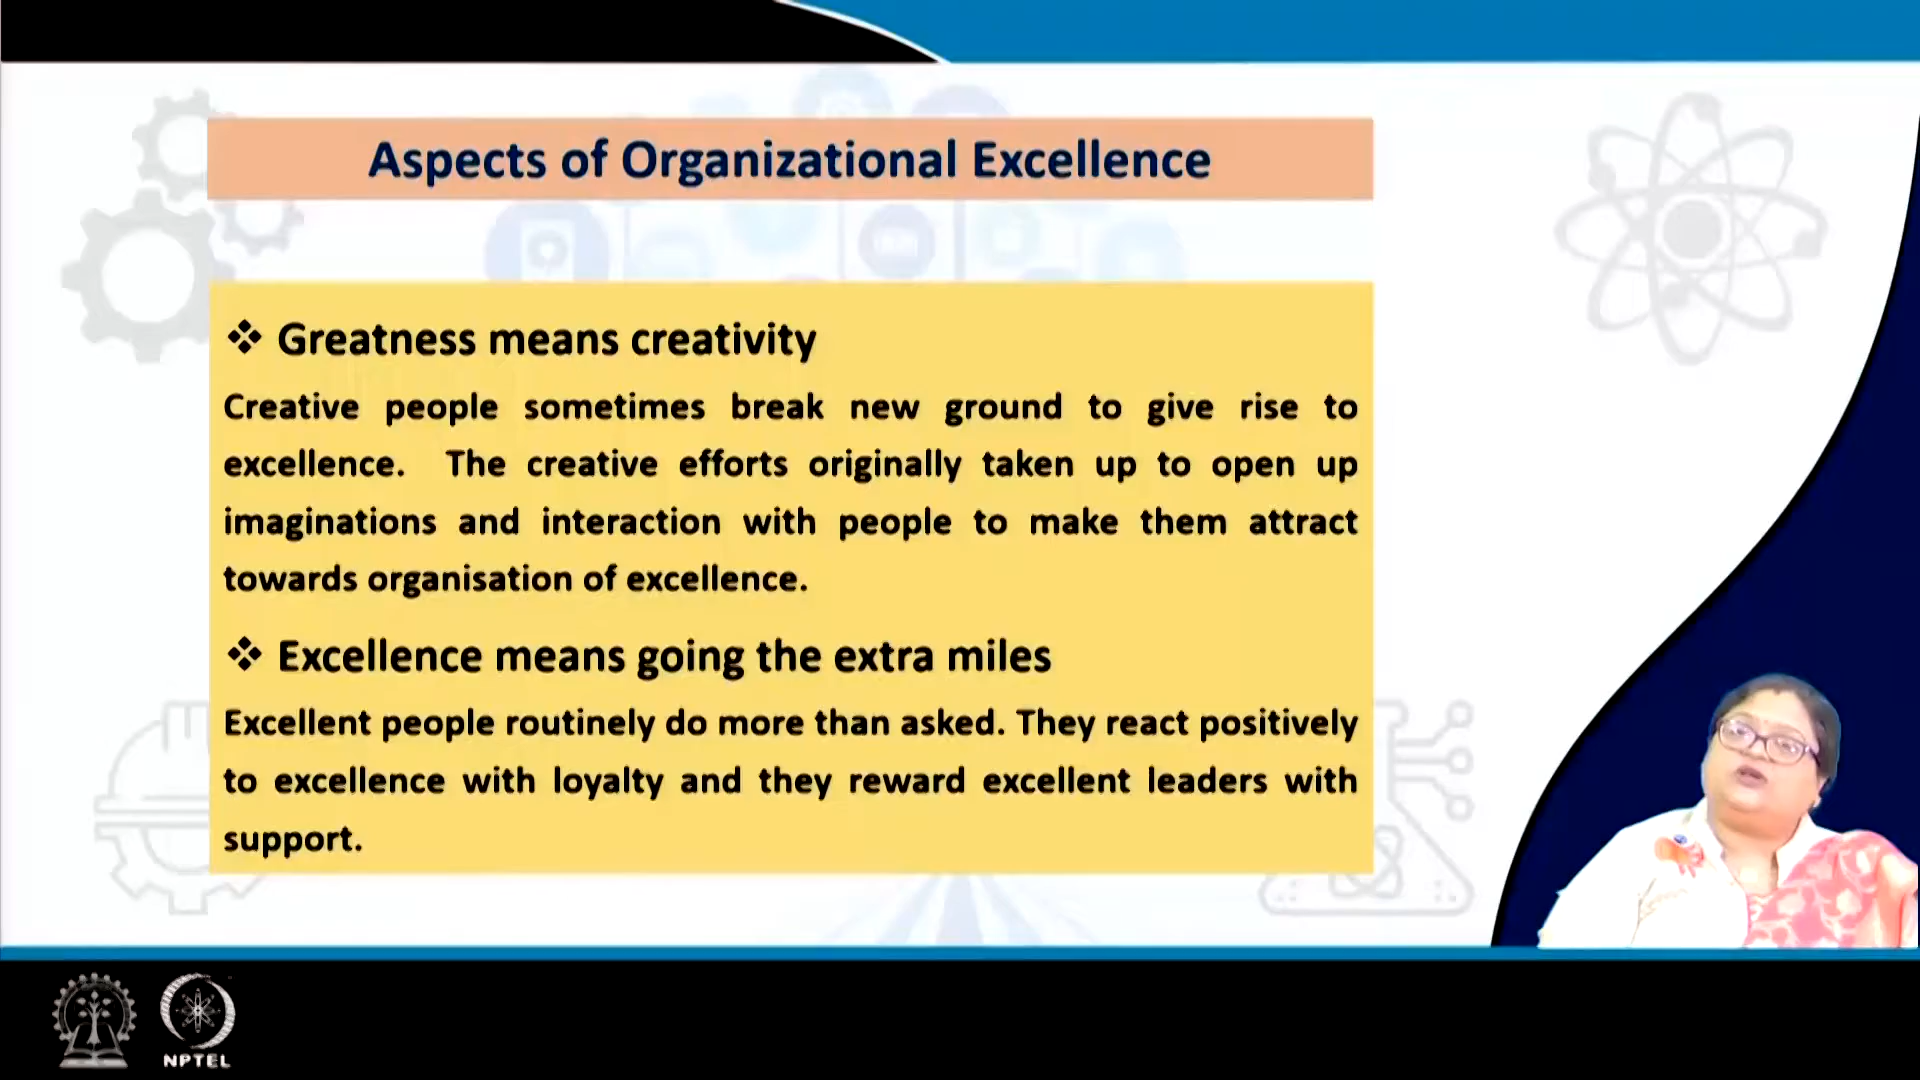 Aspects of Organizational Excellence
❖ Greatness means creativity
Creative people sometimes break new ground to give rise to
excellence. The creative efforts originally taken up to open up
imaginations and interaction with people to make them attract
towards organisation of excellence.
❖ Excellence means going the extra miles
Excellent people routinely do more than asked. They react positively
to excellence with loyalty and they reward excellent leaders with
support.
NPTEL